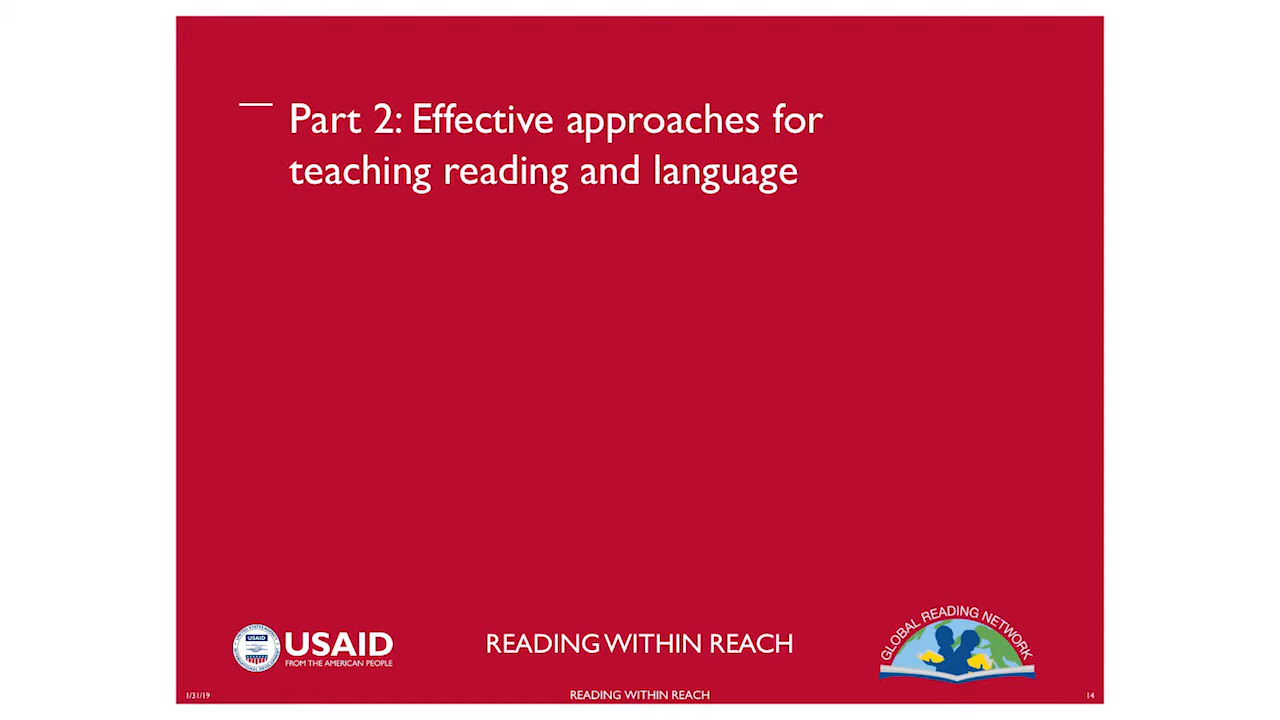 Part 2: Effective approaches for
teaching reading and language
USAID
USAID
FROM THE AMERICAN PEOPLE
READING WITHIN REACH
GLOBAL READING NETWORK
1/31/19
READING WITHIN REACH
14